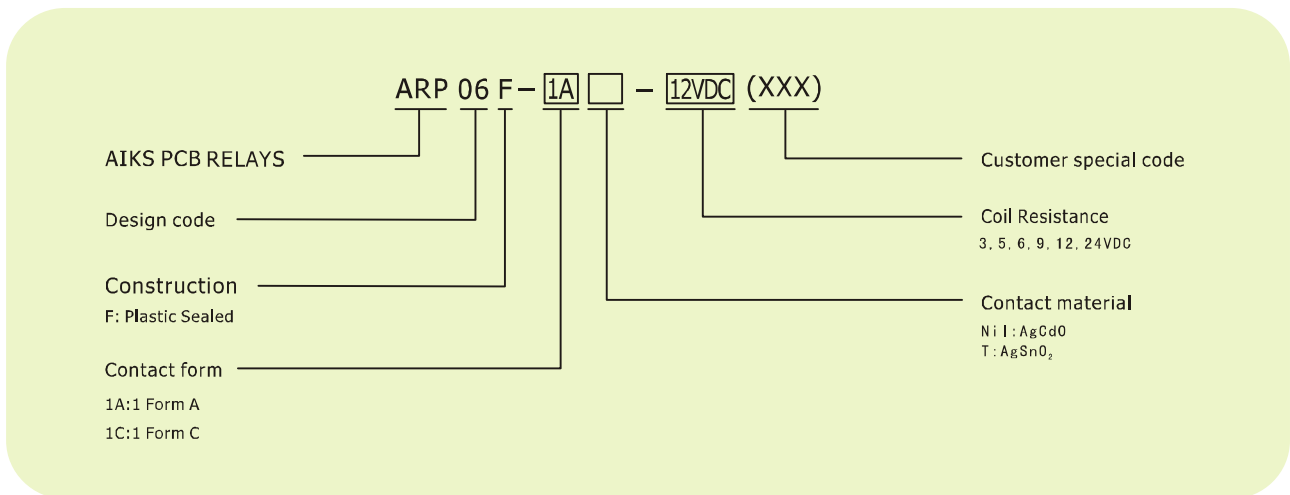 ARP 06 F - 1A □ - 12VDC (XXX)
AIKS PCB RELAYS
Design code
Construction
F: Plastic Sealed
Contact form
1A:1 Form A
1C:1 Form C
Customer special code
Coil Resistance
3, 5, 6, 9, 12, 24VDC
Contact material
Nil:AgCdO
T:AgSnO₂